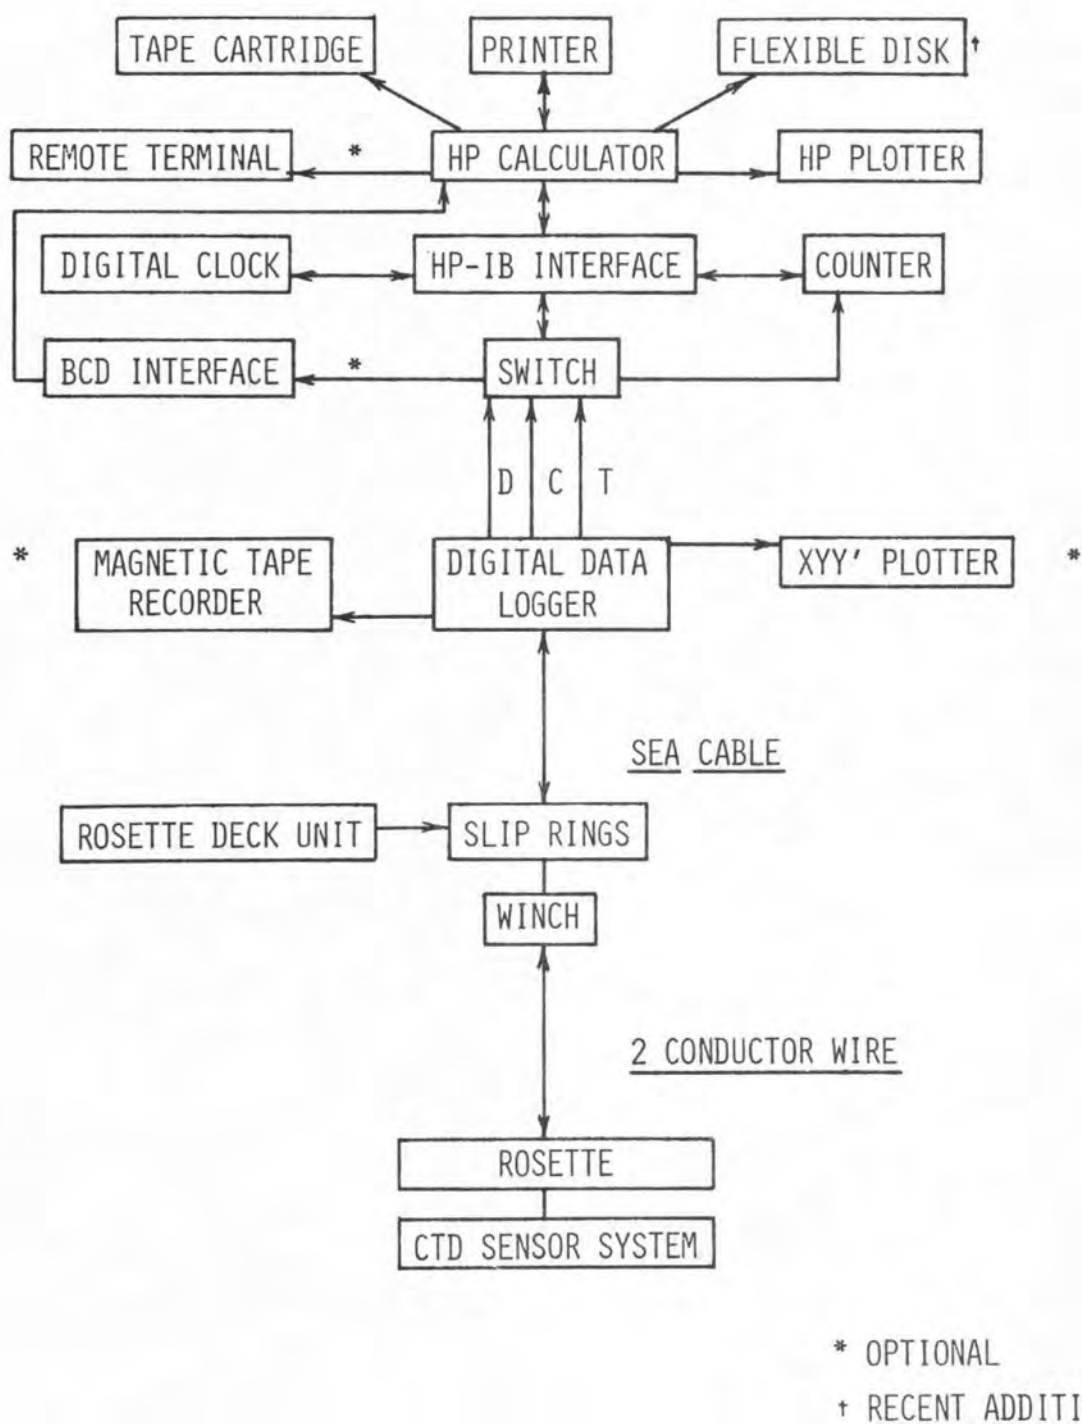 TAPE CARTRIDGE
PRINTER
FLEXIBLE DISK †
REMOTE TERMINAL
*
HP CALCULATOR
HP PLOTTER
DIGITAL CLOCK
HP-IB INTERFACE
COUNTER
BCD INTERFACE
*
SWITCH
D C T
*
MAGNETIC TAPE
RECORDER
DIGITAL DATA
LOGGER
XYY' PLOTTER
*
SEA CABLE
ROSETTE DECK UNIT
SLIP RINGS
WINCH
2 CONDUCTOR WIRE
ROSETTE
CTD SENSOR SYSTEM
* OPTIONAL
† RECENT ADDITI